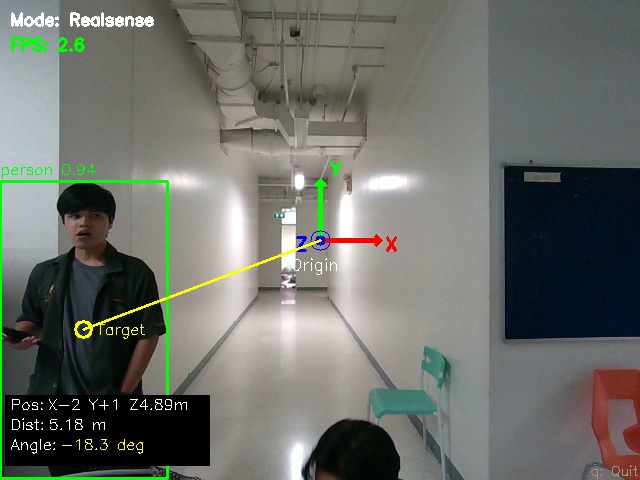 Mode: Realsense
FPS: 2.6
person 0.94
Y
Z
X
Origin
Target
Pos: X-2 Y+1 Z4.89m
Dist: 5.18 m
Angle: -18.3 deg
q: Quit